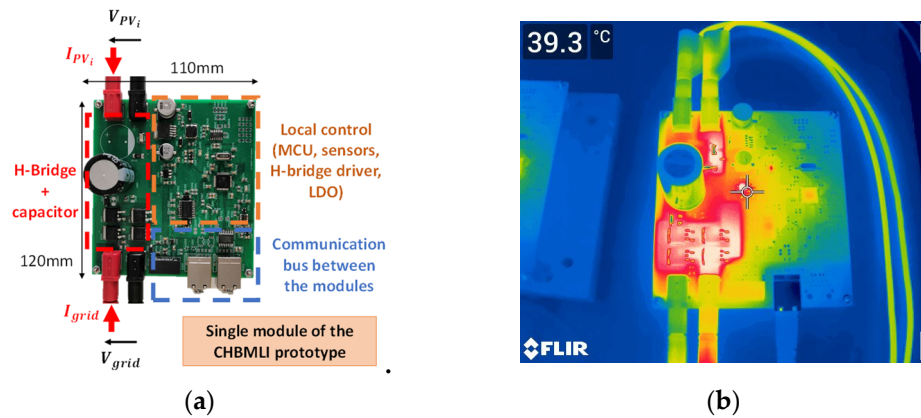 V_PVi
I_PVi
110mm
H-Bridge
+
capacitor
Local control
(MCU, sensors,
H-bridge driver,
LDO)
120mm
Communication
bus between
the modules
I_grid
V_grid
Single module of the
CHBMLI prototype
.
(a)
39.3 °C
FLIR
(b)